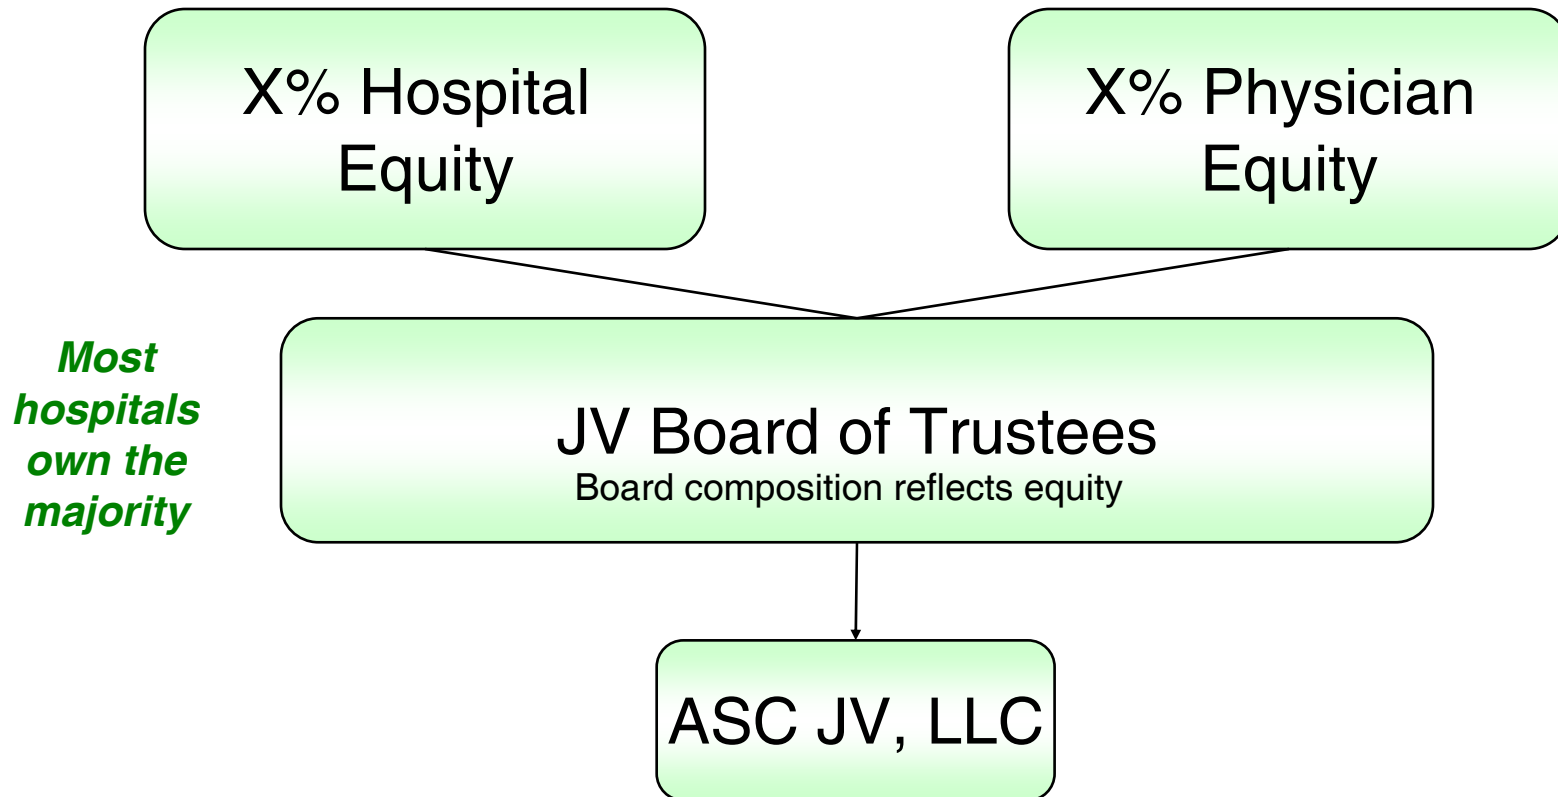 X% Hospital
Equity
X% Physician
Equity
Most
hospitals
own the
majority
JV Board of Trustees
Board composition reflects equity
ASC JV, LLC